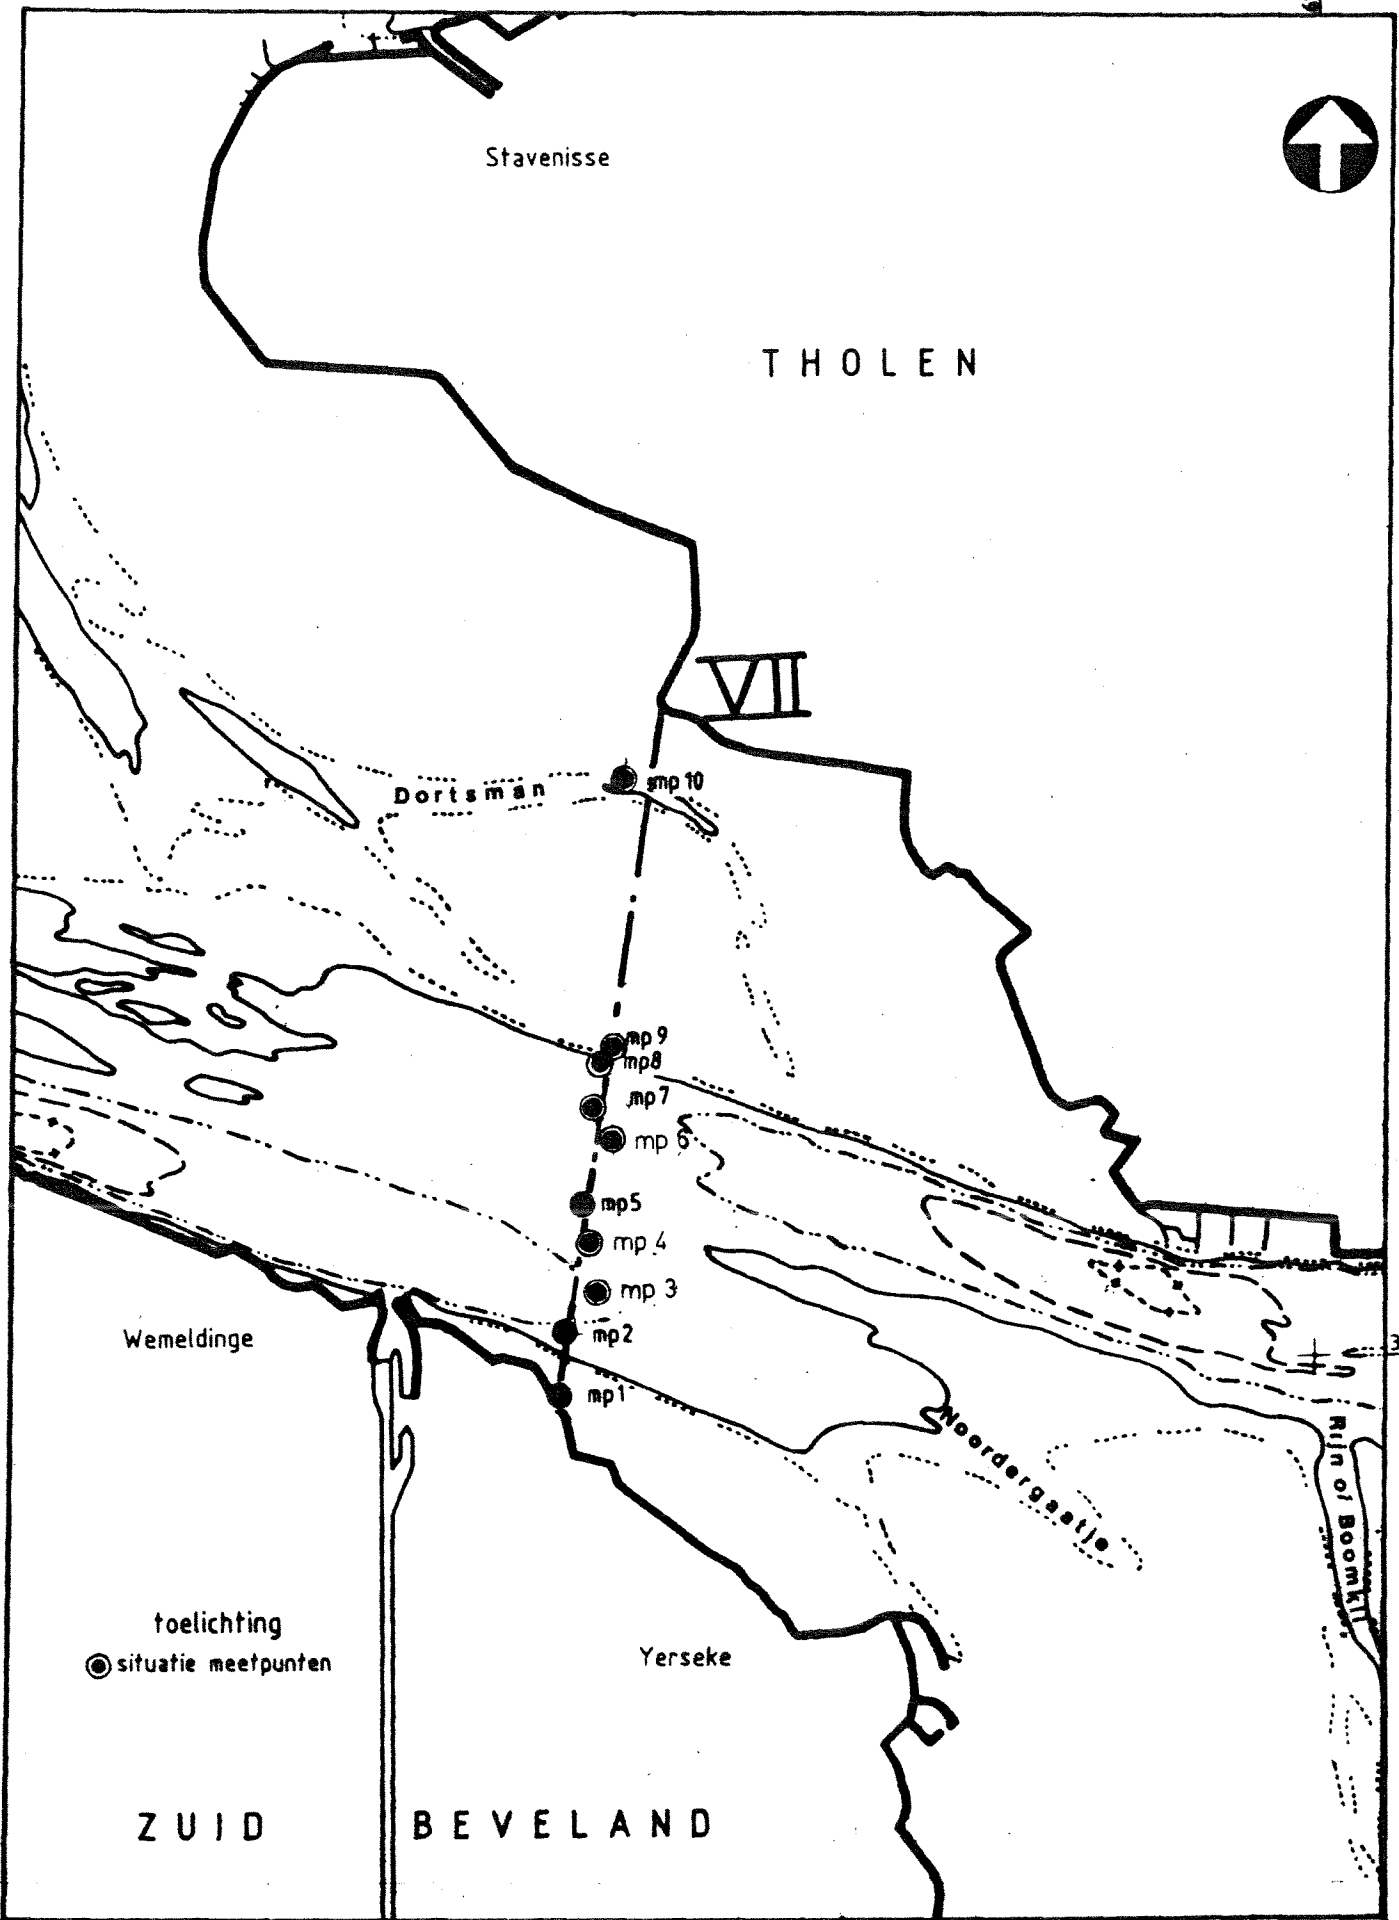 Stavenisse
THOLEN
VII
Dortsman
mp 10
mp 9
mp8
mp7
mp 6
mp5
mp 4
mp 3
mp2
mp1
Wemeldinge
Noordergaatje
Rijn of Boomkil
toelichting
situatie meetpunten
Yerseke
ZUID BEVELAND